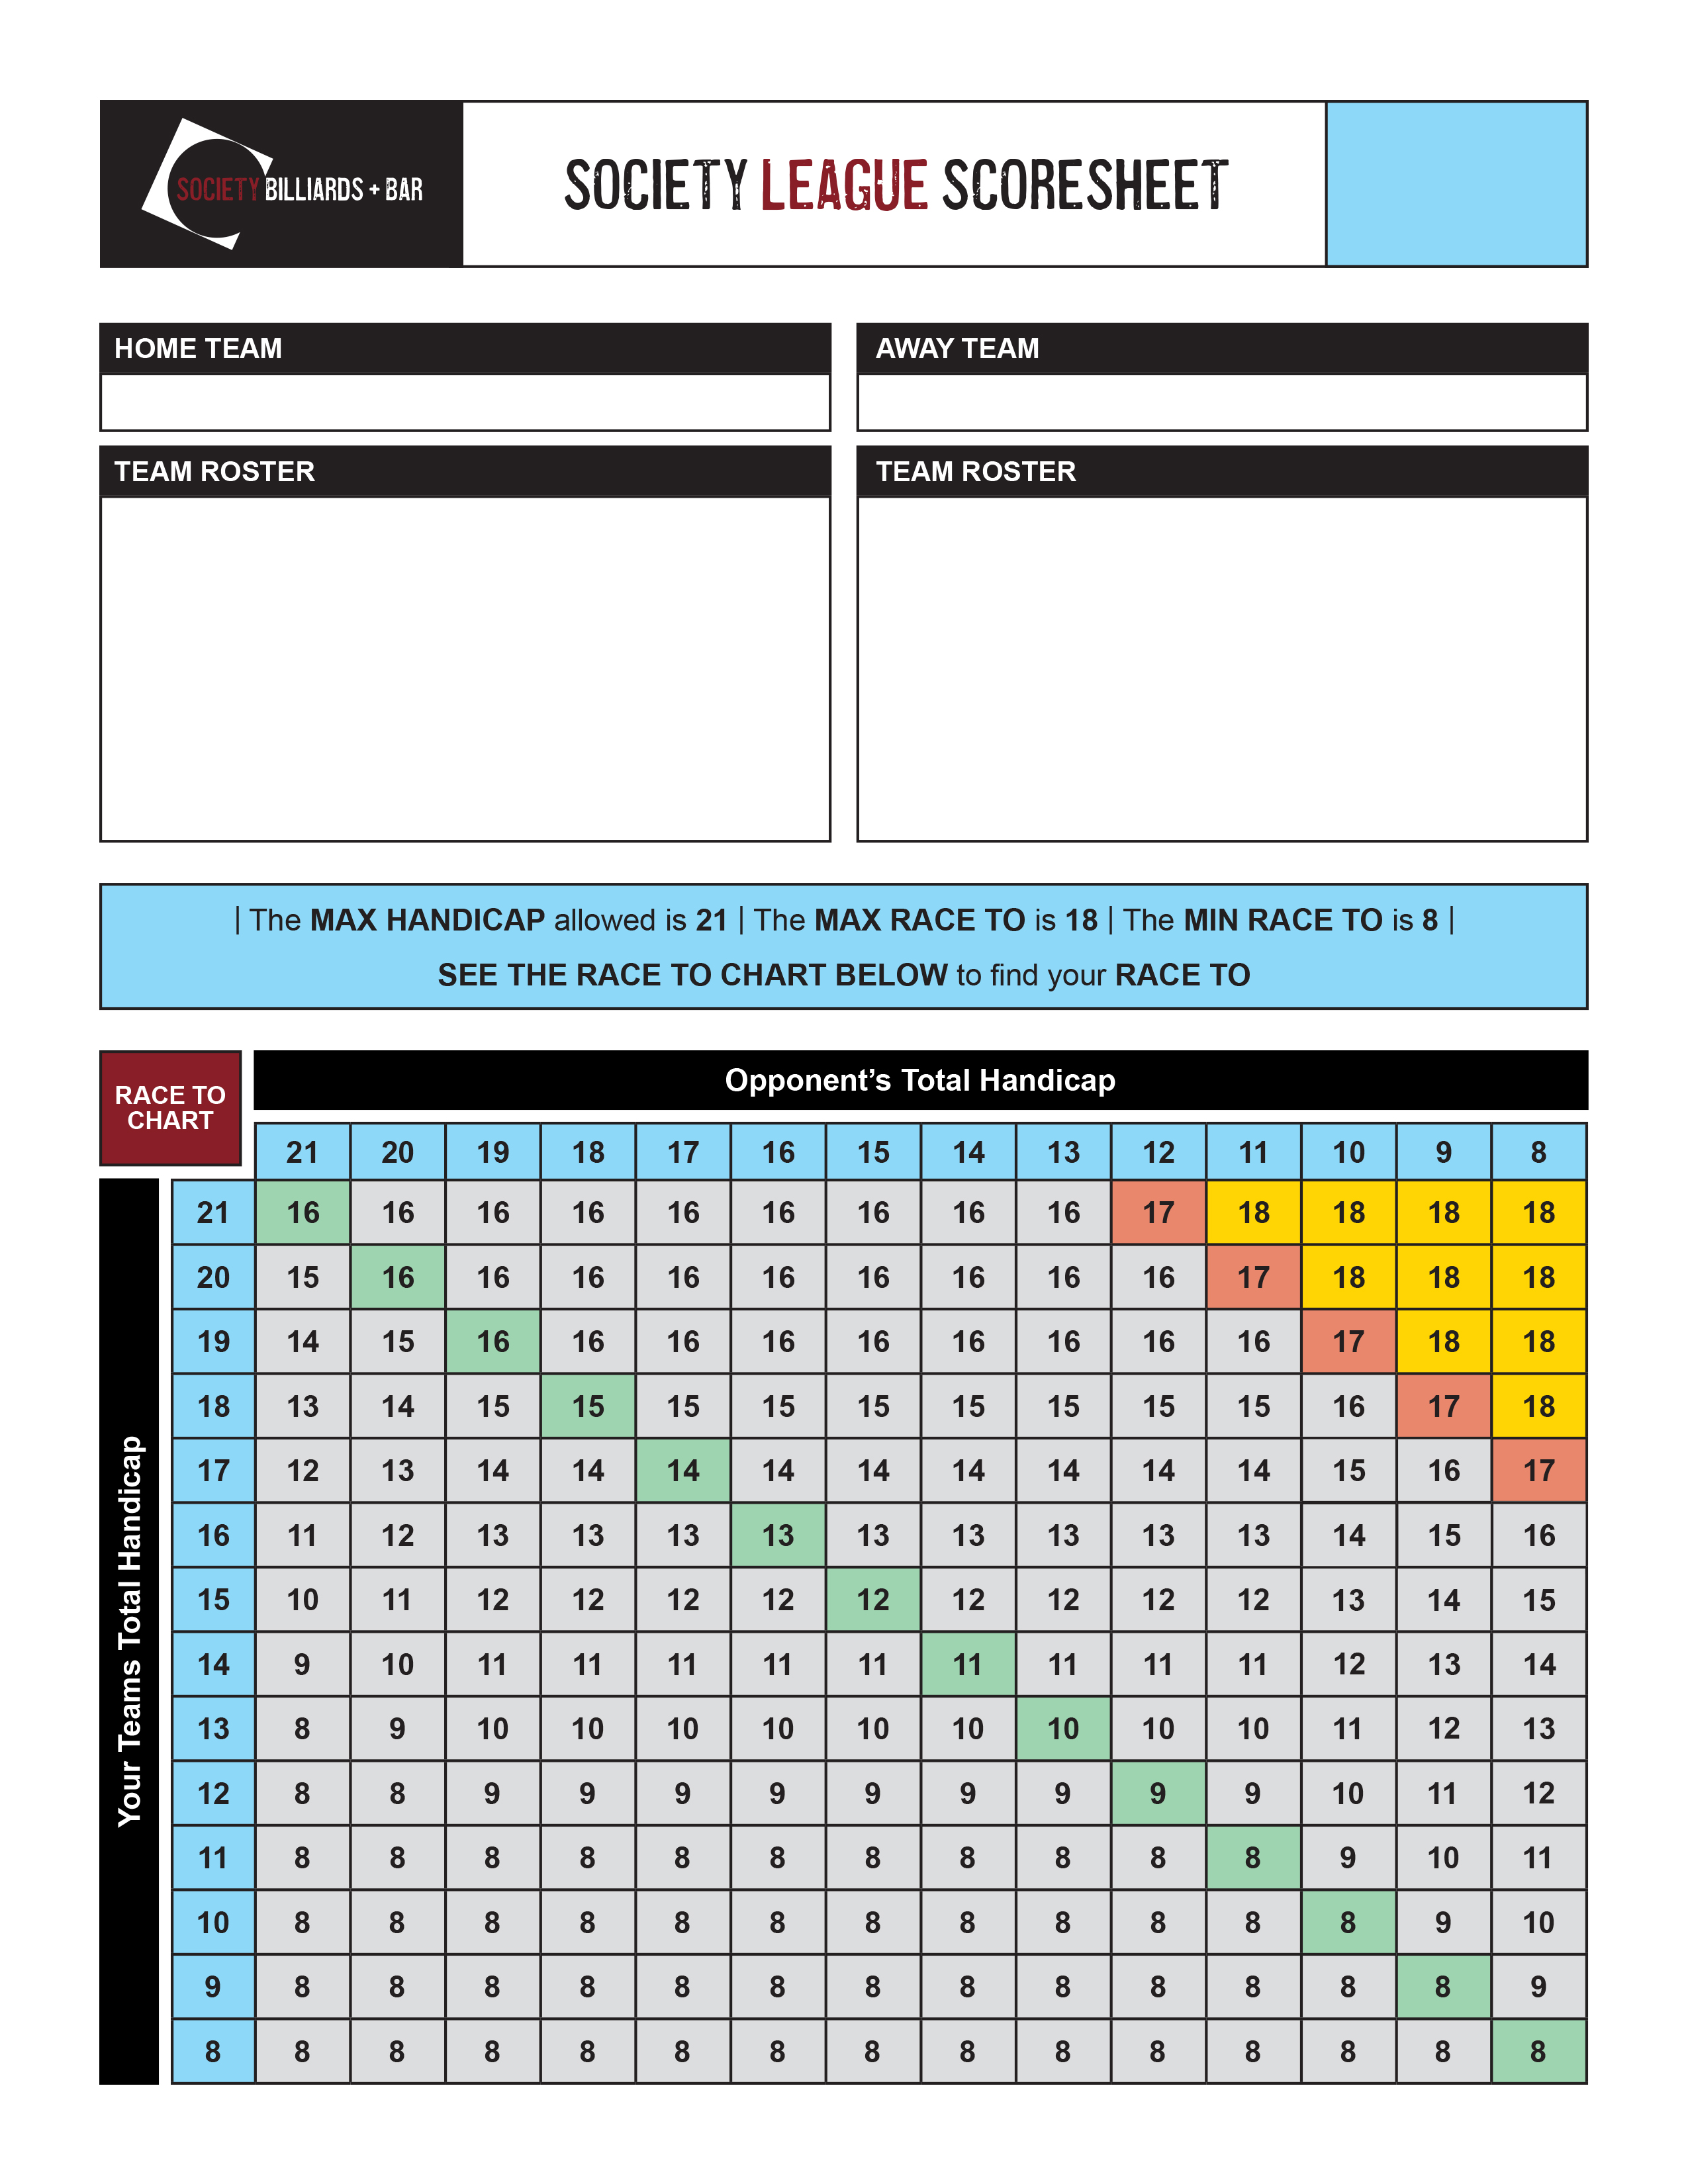 SOCIETY BILLIARDS + BAR
SOCIETY LEAGUE SCORESHEET
HOME TEAM
AWAY TEAM
TEAM ROSTER
TEAM ROSTER
| The MAX HANDICAP allowed is 21 | The MAX RACE TO is 18 | The MIN RACE TO is 8 |
SEE THE RACE TO CHART BELOW to find your RACE TO
RACE TO
CHART
Opponent’s Total Handicap
Your Teams Total Handicap
21 20 19 18 17 16 15 14 13 12 11 10 9 8
21 16 16 16 16 16 16 16 16 16 17 18 18 18 18
20 15 16 16 16 16 16 16 16 16 16 17 18 18 18
19 14 15 16 16 16 16 16 16 16 16 16 17 18 18
18 13 14 15 15 15 15 15 15 15 15 15 16 17 18
17 12 13 14 14 14 14 14 14 14 14 14 15 16 17
16 11 12 13 13 13 13 13 13 13 13 13 14 15 16
15 10 11 12 12 12 12 12 12 12 12 12 13 14 15
14 9 10 11 11 11 11 11 11 11 11 11 12 13 14
13 8 9 10 10 10 10 10 10 10 10 10 11 12 13
12 8 8 9 9 9 9 9 9 9 9 9 10 11 12
11 8 8 8 8 8 8 8 8 8 8 8 9 10 11
10 8 8 8 8 8 8 8 8 8 8 8 8 9 10
9 8 8 8 8 8 8 8 8 8 8 8 8 8 9
8 8 8 8 8 8 8 8 8 8 8 8 8 8 8